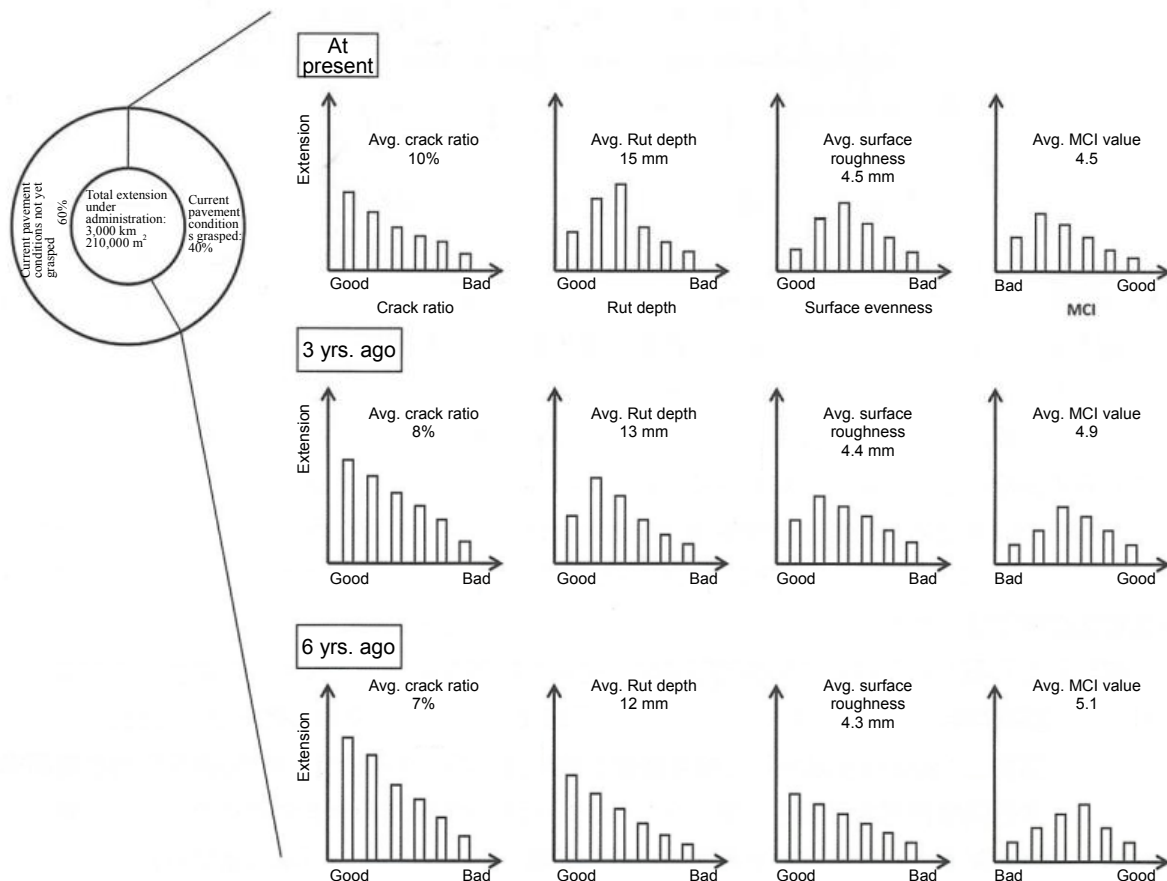 Current pavement
conditions not yet
grasped
60%
Total extension
under
administration:
3,000 km
210,000 m²
Current
pavement
condition
s grasped:
40%
At
present
Extension
Avg. crack ratio
10%
Good
Bad
Crack ratio
Avg. Rut depth
15 mm
Good
Bad
Rut depth
Avg. surface
roughness
4.5 mm
Good
Bad
Surface evenness
Avg. MCI value
4.5
Bad
Good
MCI
3 yrs. ago
Extension
Avg. crack ratio
8%
Good
Bad
Avg. Rut depth
13 mm
Good
Bad
Avg. surface
roughness
4.4 mm
Good
Bad
Avg. MCI value
4.9
Bad
Good
6 yrs. ago
Extension
Avg. crack ratio
7%
Good
Bad
Avg. Rut depth
12 mm
Good
Bad
Avg. surface
roughness
4.3 mm
Good
Bad
Avg. MCI value
5.1
Bad
Good